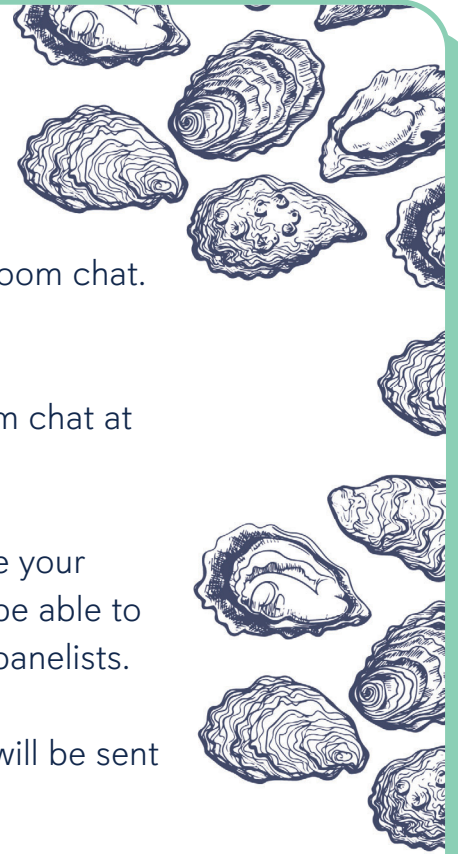 oom chat.
m chat at
e your
be able to
panelists.
will be sent